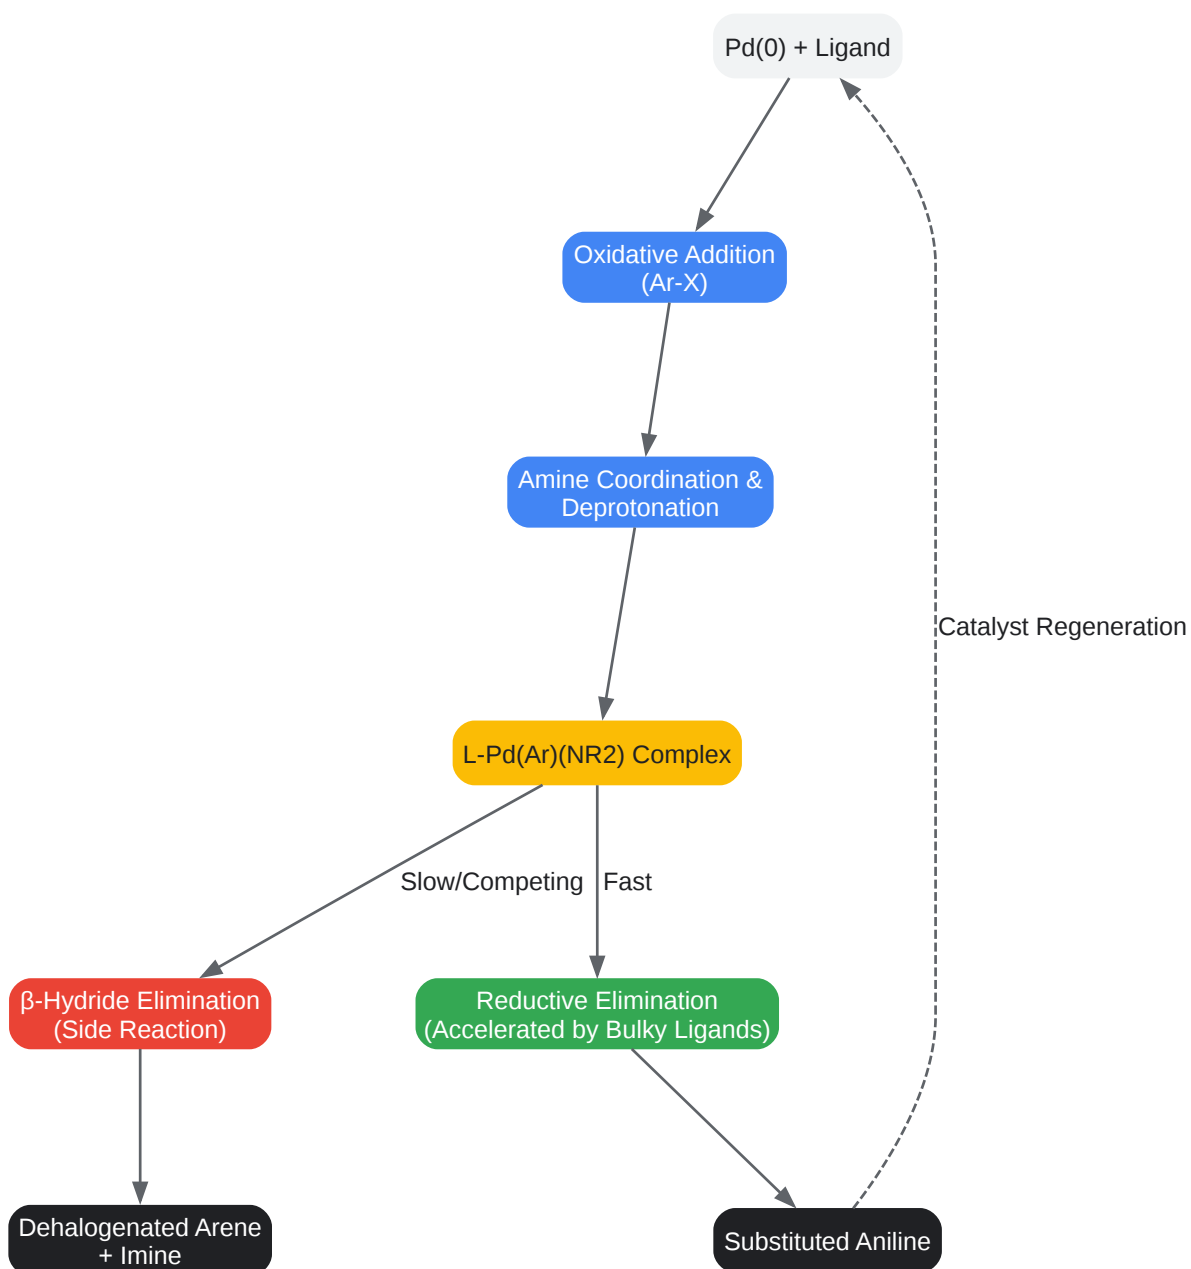 Pd(0) + Ligand
Oxidative Addition
(Ar-X)
Amine Coordination &
Deprotonation
Catalyst Regeneration
L-Pd(Ar)(NR2) Complex
Slow/Competing
Fast
β-Hydride Elimination
(Side Reaction)
Reductive Elimination
(Accelerated by Bulky Ligands)
Dehalogenated Arene
+ Imine
Substituted Aniline